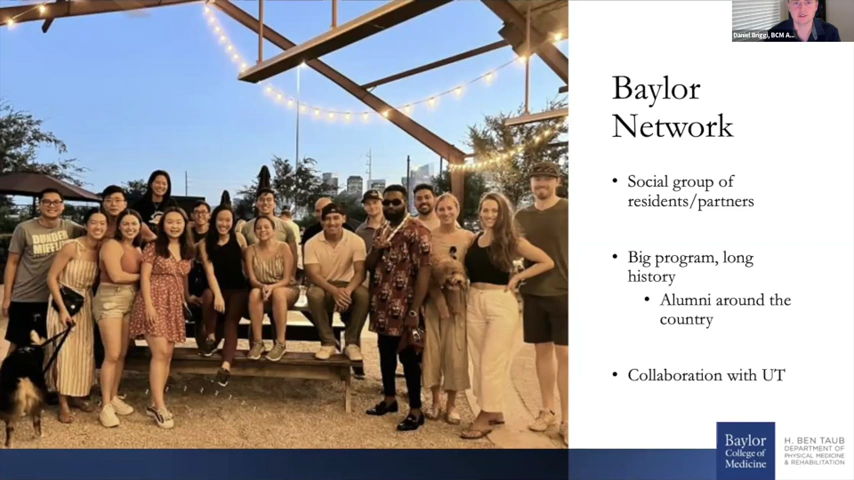 Daniel Briggi, BCM A...
Baylor
Network
• Social group of
residents/partners
• Big program, long
history
• Alumni around the
country
• Collaboration with UT
DUNDER
MIFFLIN
Baylor
College of
Medicine
H. BEN TAUB
DEPARTMENT OF
PHYSICAL MEDICINE
& REHABILITATION